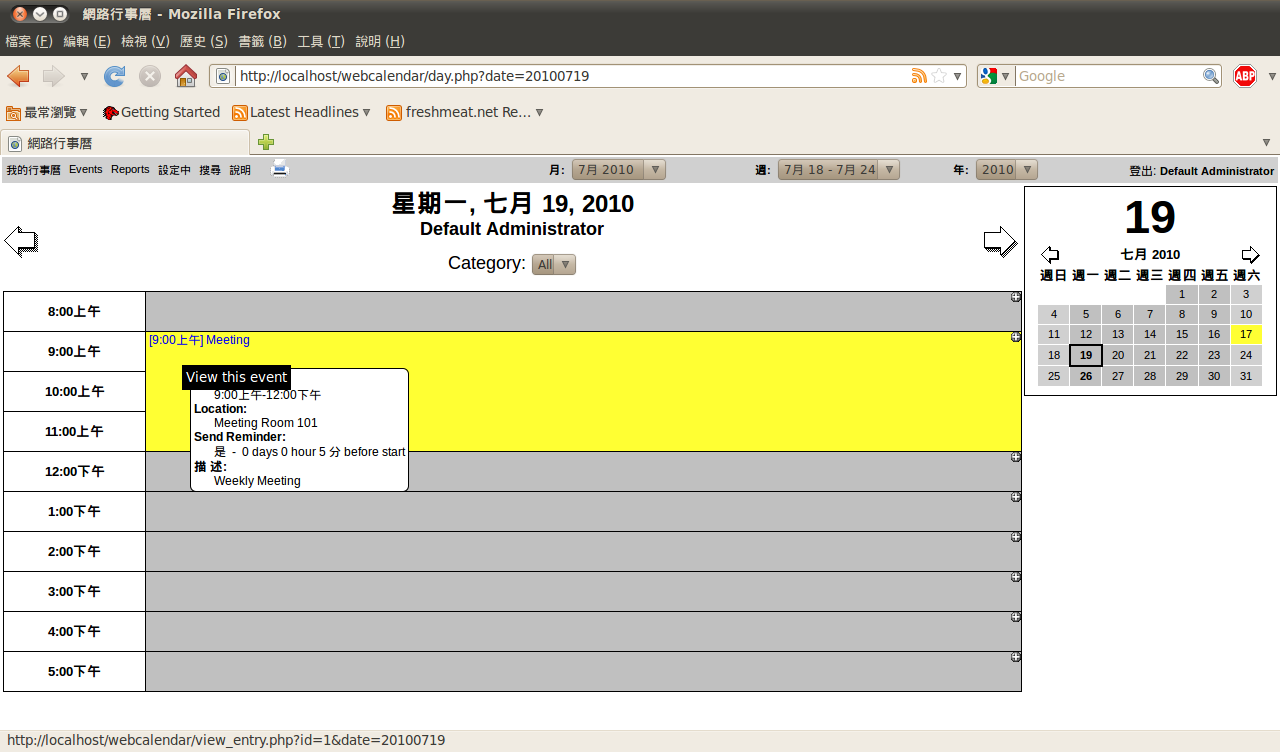 網路行事曆 - Mozilla Firefox
檔案 (F) 編輯 (E) 檢視 (V) 歷史 (S) 書籤 (B) 工具 (T) 說明 (H)
http://localhost/webcalendar/day.php?date=20100719 Google ABP
最常瀏覽 Getting Started Latest Headlines freshmeat.net Re...
網路行事曆
我的行事曆 Events Reports 設定中 搜尋 說明 月: 7月 2010 週: 7月 18 - 7月 24 年: 2010 登出: Default Administrator
星期一, 七月 19, 2010
Default Administrator
Category: All
8:00上午
9:00上午
[9:00上午] Meeting
10:00上午
11:00上午
12:00下午
1:00下午
2:00下午
3:00下午
4:00下午
5:00下午
View this event
9:00上午-12:00下午
Location:
Meeting Room 101
Send Reminder:
是 - 0 days 0 hour 5 分 before start
描 述:
Weekly Meeting
19
七月 2010
週日 週一 週二 週三 週四 週五 週六
1 2 3
4 5 6 7 8 9 10
11 12 13 14 15 16 17
18 19 20 21 22 23 24
25 26 27 28 29 30 31
http://localhost/webcalendar/view_entry.php?id=1&date=20100719